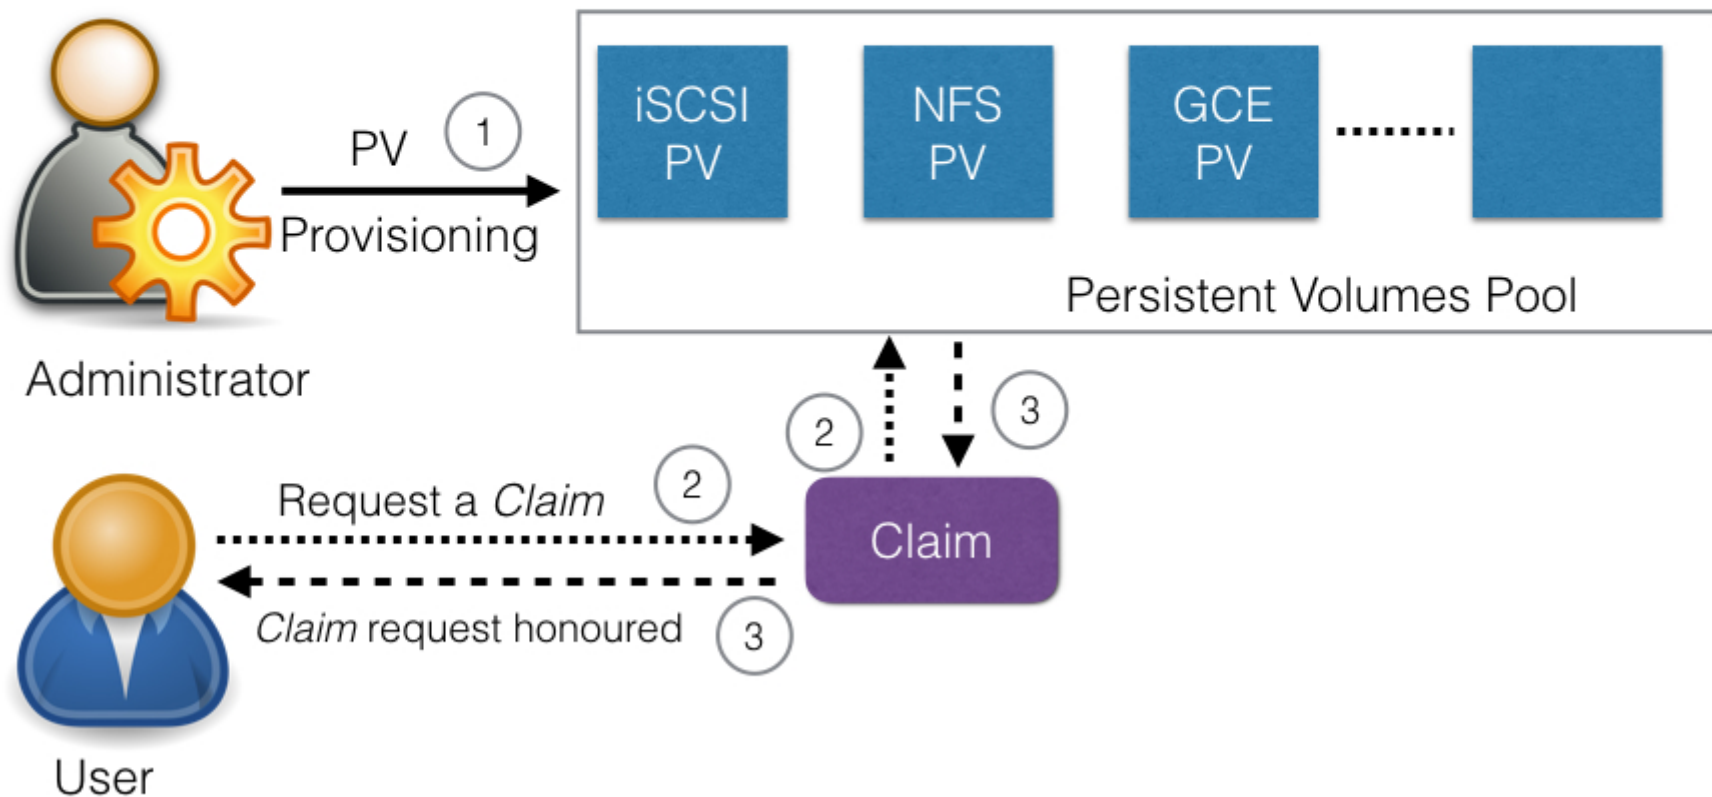 iSCSI
PV
NFS
PV
GCE
PV
PV
1
Provisioning
Persistent Volumes Pool
Administrator
2
3
Request a Claim
2
Claim
Claim request honoured
3
User